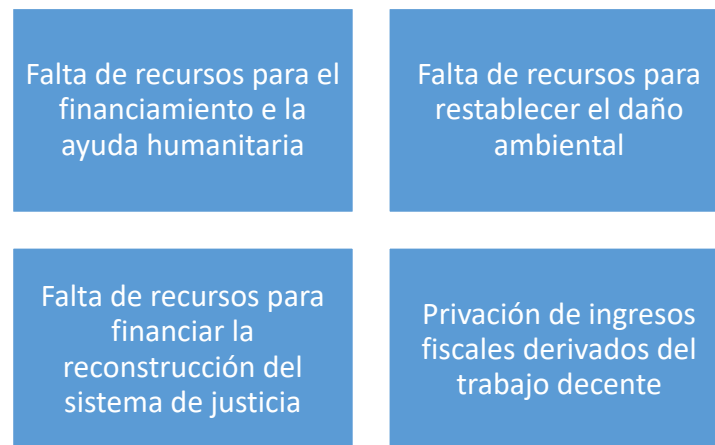 Falta de recursos para el
financiamiento e la
ayuda humanitaria
Falta de recursos para
restablecer el daño
ambiental
Falta de recursos para
financiar la
reconstrucción del
sistema de justicia
Privación de ingresos
fiscales derivados del
trabajo decente